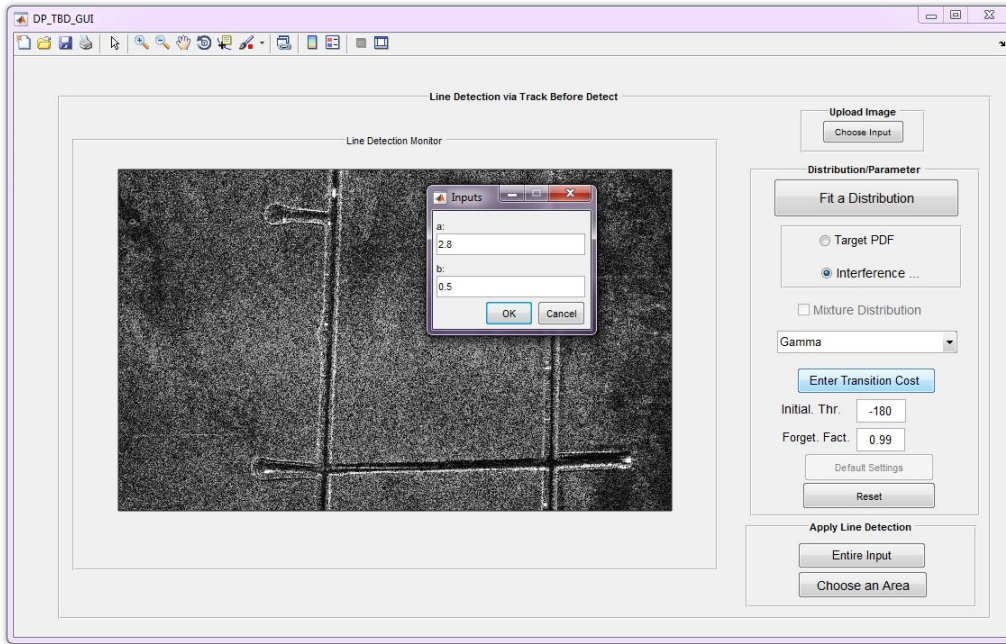 DP_TBD_GUI
Line Detection via Track Before Detect
Upload Image
Choose Input
Line Detection Monitor
Inputs
a:
2.8
b:
0.5
OK Cancel
Distribution/Parameter
Fit a Distribution
Target PDF
Interference ...
Mixture Distribution
Gamma
Enter Transition Cost
Initial. Thr. -180
Forget. Fact. 0.99
Default Settings
Reset
Apply Line Detection
Entire Input
Choose an Area